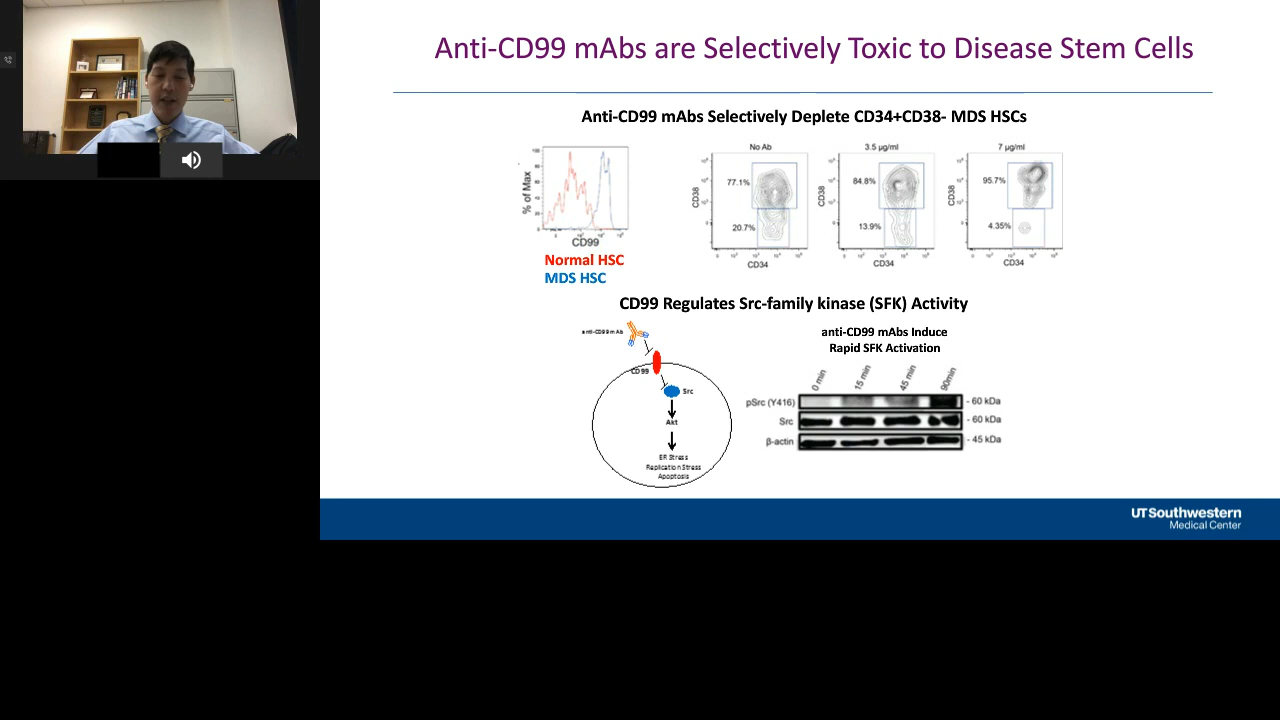 Anti-CD99 mAbs are Selectively Toxic to Disease Stem Cells
Anti-CD99 mAbs Selectively Deplete CD34+CD38- MDS HSCs
% of Max
CD99
Normal HSC
MDS HSC
No Ab
77.1%
20.7%
CD38
CD34
3.5 µg/ml
84.8%
13.9%
CD38
CD34
7 µg/ml
95.7%
4.35%
CD38
CD34
CD99 Regulates Src-family kinase (SFK) Activity
anti-CD99 mAb
CD99
Src
Akt
ER Stress
Replication Stress
Apoptosis
anti-CD99 mAbs Induce
Rapid SFK Activation
0 min 15 min 45 min 90min
pSrc (Y416) - 60 kDa
Src - 60 kDa
β-actin - 45 kDa
UTSouthwestern
Medical Center